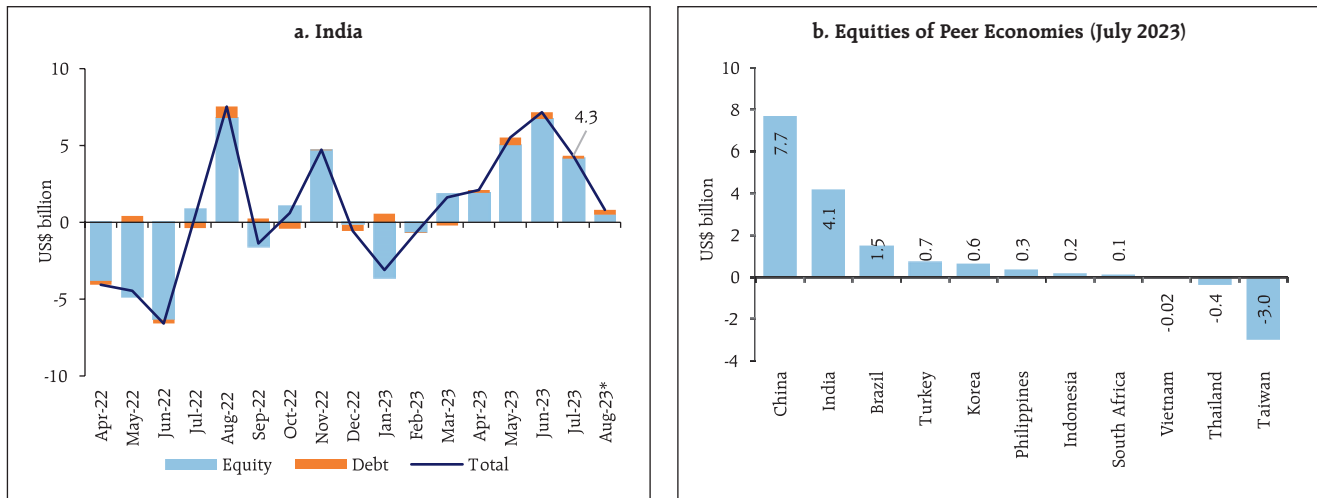 a. India
US$ billion
10
5
0
-5
-10
4.3
Apr-22
May-22
Jun-22
Jul-22
Aug-22
Sep-22
Oct-22
Nov-22
Dec-22
Jan-23
Feb-23
Mar-23
Apr-23
May-23
Jun-23
Jul-23
Aug-23*
Equity Debt Total
b. Equities of Peer Economies (July 2023)
US$ billion
10
8
6
4
2
0
-2
-4
7.7
4.1
1.5
0.7
0.6
0.3
0.2
0.1
-0.02
-0.4
-3.0
China
India
Brazil
Turkey
Korea
Philippines
Indonesia
South Africa
Vietnam
Thailand
Taiwan